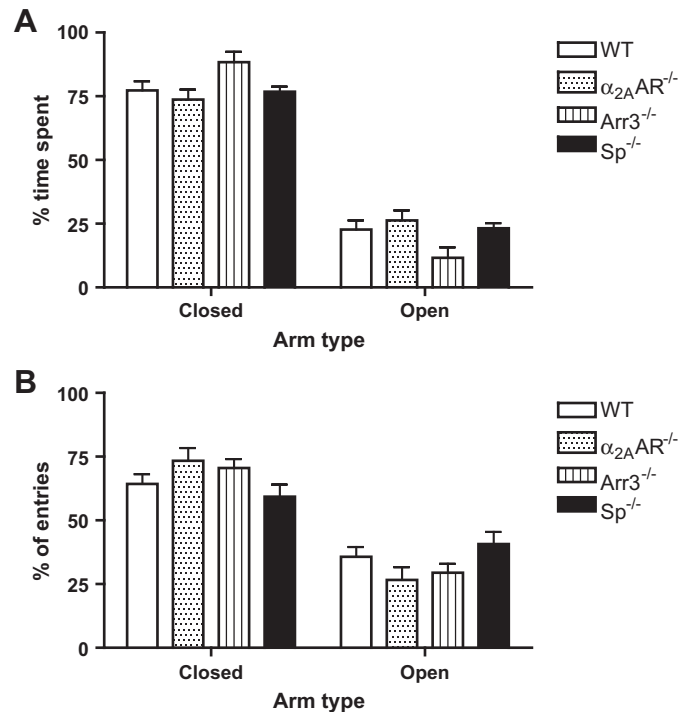 A
% time spent
100
75
50
25
0
Closed
Open
Arm type
WT
α2AAR-/-
Arr3-/-
Sp-/-
B
% of entries
100
75
50
25
0
Closed
Open
Arm type
WT
α2AAR-/-
Arr3-/-
Sp-/-